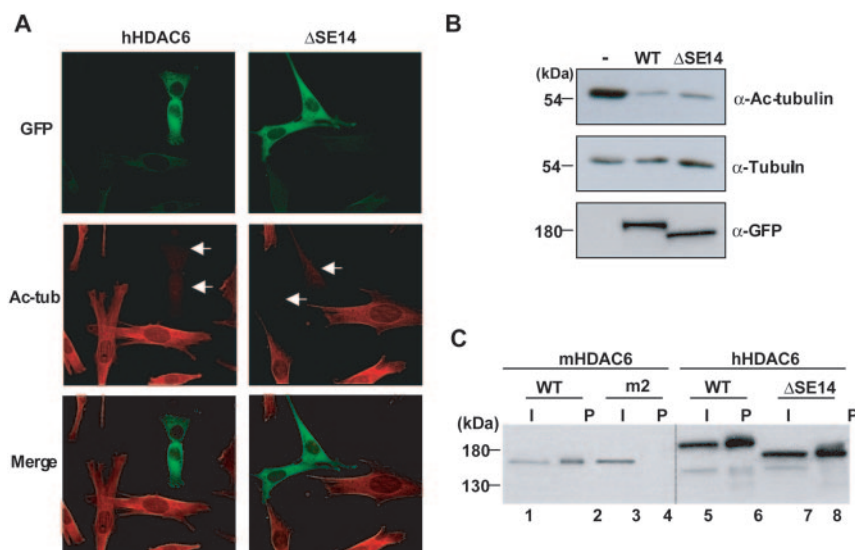 A
hHDAC6 ΔSE14
GFP
Ac-tub
Merge
B
- WT ΔSE14
(kDa)
54 α-Ac-tubulin
54 α-Tubulin
180 α-GFP
C
mHDAC6 hHDAC6
WT m2 WT ΔSE14
I P I P I P I P
(kDa)
180
130
1 2 3 4 5 6 7 8